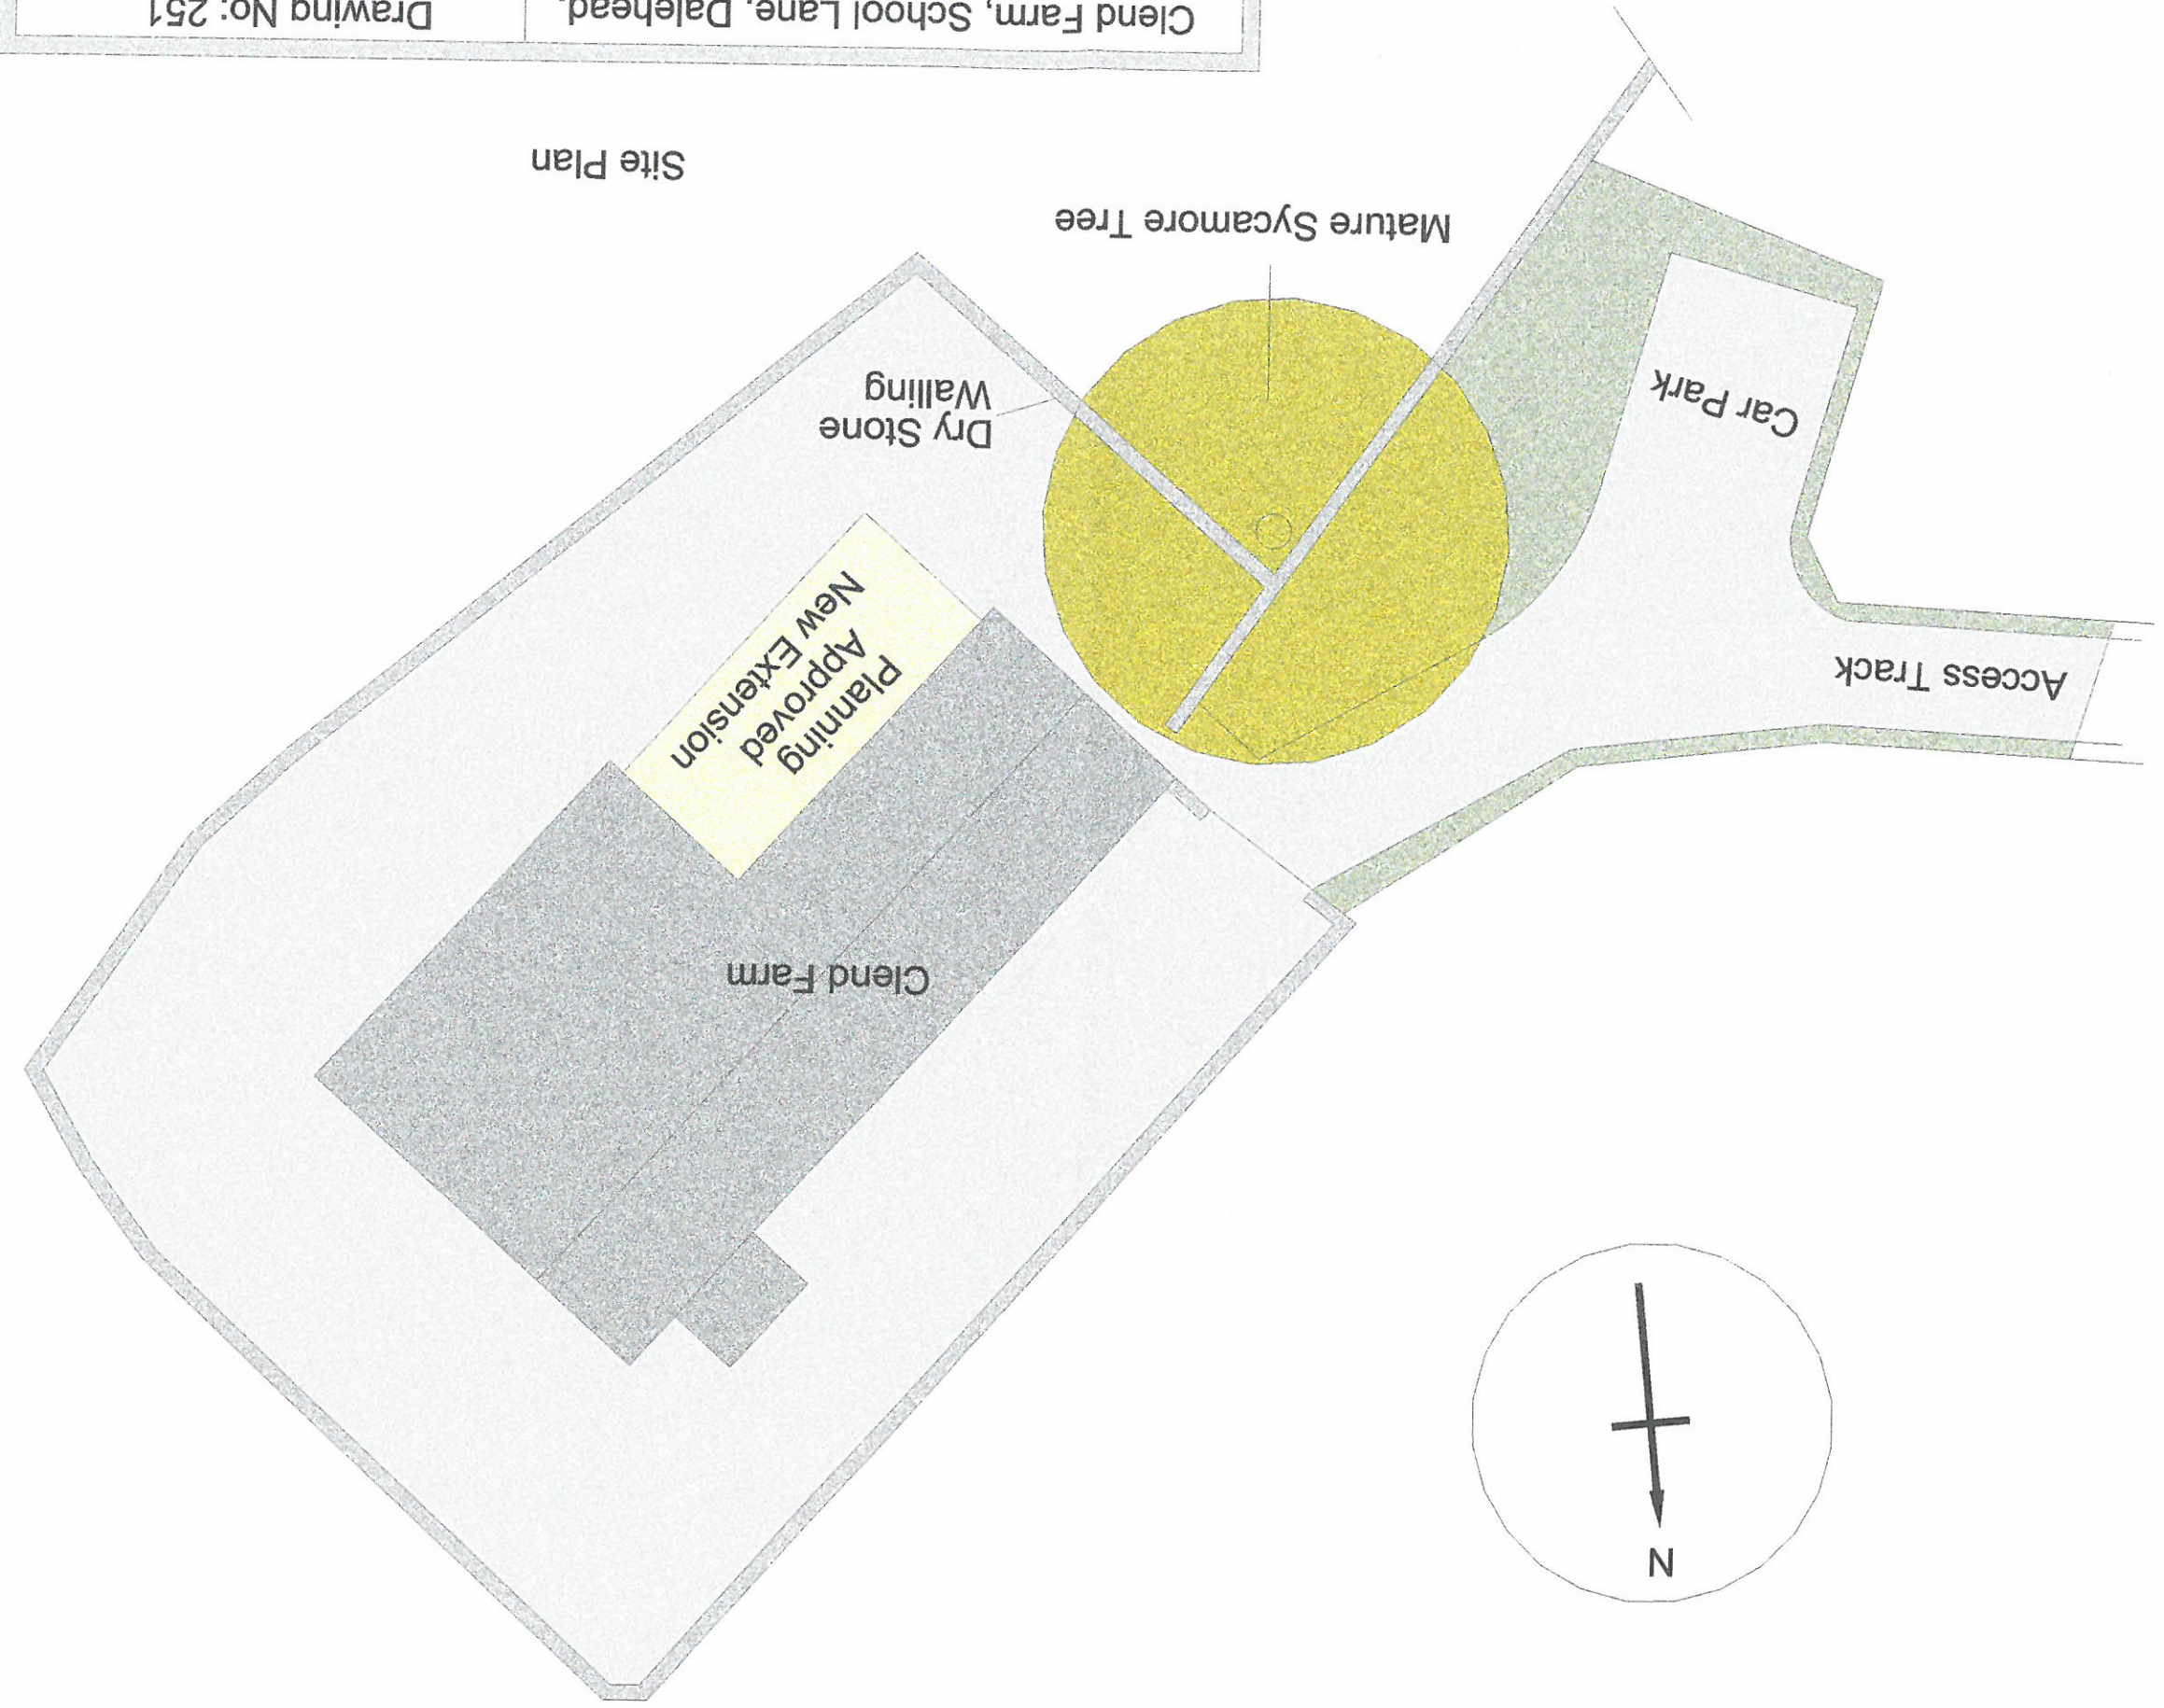 N
Clend Farm
Planning
Approved
New Extension
Access Track
Car Park
Dry Stone
Walling
Mature Sycamore Tree
Site Plan
Clend Farm, School Lane, Dalehead,
Drawing No: 251